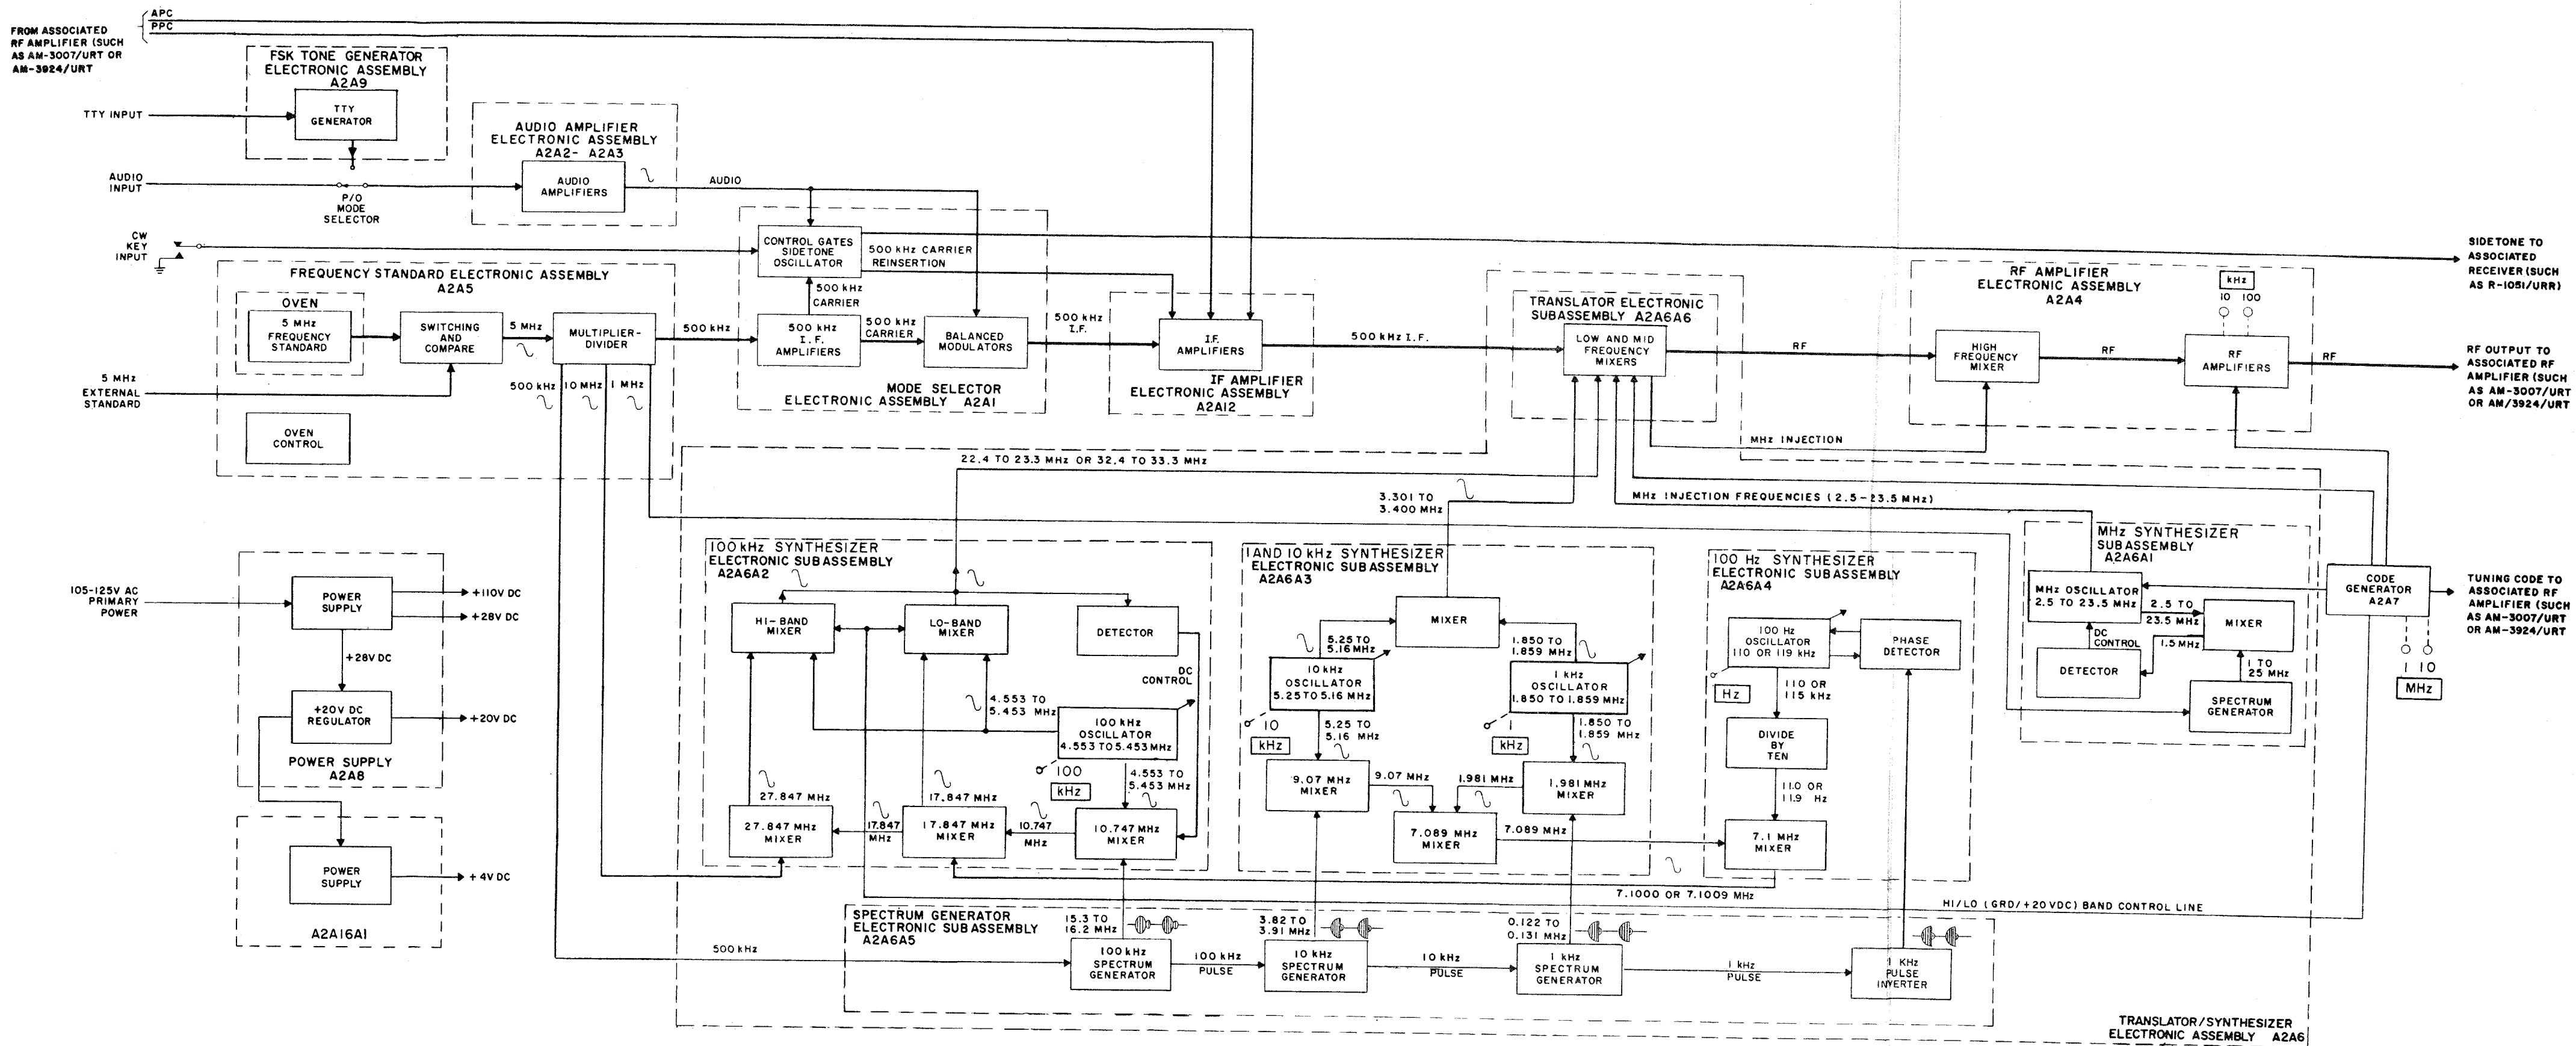 APC
PPC
FROM ASSOCIATED
RF AMPLIFIER (SUCH
AS AM-3007/URT OR
AM-3924/URT
FSK TONE GENERATOR
ELECTRONIC ASSEMBLY
A2A9
TTY
GENERATOR
TTY INPUT
AUDIO AMPLIFIER
ELECTRONIC ASSEMBLY
A2A2- A2A3
AUDIO
AMPLIFIERS
AUDIO
INPUT
P/O
MODE
SELECTOR
AUDIO
CW
KEY
INPUT
CONTROL GATES
SIDETONE
OSCILLATOR
500 kHz CARRIER
REINSERTION
500 kHz
CARRIER
SIDETONE TO
ASSOCIATED
RECEIVER (SUCH
AS R-1051/URR)
FREQUENCY STANDARD ELECTRONIC ASSEMBLY
A2A5
OVEN
5 MHz
FREQUENCY
STANDARD
SWITCHING
AND
COMPARE
5 MHz
MULTIPLIER-
DIVIDER
500 kHz
500 kHz
I. F.
AMPLIFIERS
500 kHz
CARRIER
BALANCED
MODULATORS
500 kHz
I.F.
MODE SELECTOR
ELECTRONIC ASSEMBLY A2A1
I.F.
AMPLIFIERS
IF AMPLIFIER
ELECTRONIC ASSEMBLY
A2A12
500 kHz I.F.
TRANSLATOR ELECTRONIC
SUBASSEMBLY A2A6A6
LOW AND MID
FREQUENCY
MIXERS
RF
RF AMPLIFIER
ELECTRONIC ASSEMBLY
A2A4
kHz
10 100
HIGH
FREQUENCY
MIXER
RF
RF
AMPLIFIERS
RF
RF OUTPUT TO
ASSOCIATED RF
AMPLIFIER (SUCH
AS AM-3007/URT
OR AM/3924/URT
5 MHz
EXTERNAL
STANDARD
OVEN
CONTROL
500 kHz
10 MHz
1 MHz
MHz INJECTION
22.4 TO 23.3 MHz OR 32.4 TO 33.3 MHz
3.301 TO
3.400 MHz
MHz INJECTION FREQUENCIES (2.5-23.5 MHz)
105-125V AC
PRIMARY
POWER
POWER
SUPPLY
+110V DC
+28V DC
+28V DC
+20V DC
REGULATOR
+20V DC
POWER SUPPLY
A2A8
POWER
SUPPLY
+ 4V DC
A2A16A1
100 kHz SYNTHESIZER
ELECTRONIC SUBASSEMBLY
A2A6A2
HI-BAND
MIXER
LO-BAND
MIXER
DETECTOR
DC
CONTROL
4.553 TO
5.453 MHz
100 kHz
OSCILLATOR
4.553 TO 5.453 MHz
100
kHz
4.553 TO
5.453 MHz
27.847 MHz
17.847 MHz
27.847 MHz
MIXER
17.847
MHz
17.847 MHz
MIXER
10.747
MHz
10.747 MHz
MIXER
1 AND 10 kHz SYNTHESIZER
ELECTRONIC SUBASSEMBLY
A2A6A3
MIXER
5.25 TO
5.16 MHz
1.850 TO
1.859 MHz
10 kHz
OSCILLATOR
5.25 TO 5.16 MHz
1 kHz
OSCILLATOR
1.850 TO 1.859 MHz
10
kHz
5.25 TO
5.16 MHz
1
kHz
1.850 TO
1.859 MHz
9.07 MHz
MIXER
9.07 MHz
1.981 MHz
1.981 MHz
MIXER
7.089 MHz
MIXER
7.089 MHz
100 Hz SYNTHESIZER
ELECTRONIC SUBASSEMBLY
A2A6A4
100 Hz
OSCILLATOR
110 OR 119 kHz
PHASE
DETECTOR
Hz
110 OR
115 kHz
DIVIDE
BY
TEN
11.0 OR
11.9 Hz
7.1 MHz
MIXER
MHz SYNTHESIZER
SUBASSEMBLY
A2A6A1
MHz OSCILLATOR
2.5 TO 23.5 MHz
2.5 TO
23.5 MHz
MIXER
DC
CONTROL
1.5 MHz
DETECTOR
1 TO
25 MHz
SPECTRUM
GENERATOR
CODE
GENERATOR
A2A7
1 10
MHz
TUNING CODE TO
ASSOCIATED RF
AMPLIFIER (SUCH
AS AM-3007/URT
OR AM-3924/URT
7.1000 OR 7.1009 MHz
HI/LO (GRD/+20 VDC) BAND CONTROL LINE
SPECTRUM GENERATOR
ELECTRONIC SUBASSEMBLY
A2A6A5
500 kHz
15.3 TO
16.2 MHz
100 kHz
SPECTRUM
GENERATOR
100 kHz
PULSE
3.82 TO
3.91 MHz
10 kHz
SPECTRUM
GENERATOR
10 kHz
PULSE
0.122 TO
0.131 MHz
1 kHz
SPECTRUM
GENERATOR
1 kHz
PULSE
1 KHz
PULSE
INVERTER
TRANSLATOR/SYNTHESIZER
ELECTRONIC ASSEMBLY A2A6